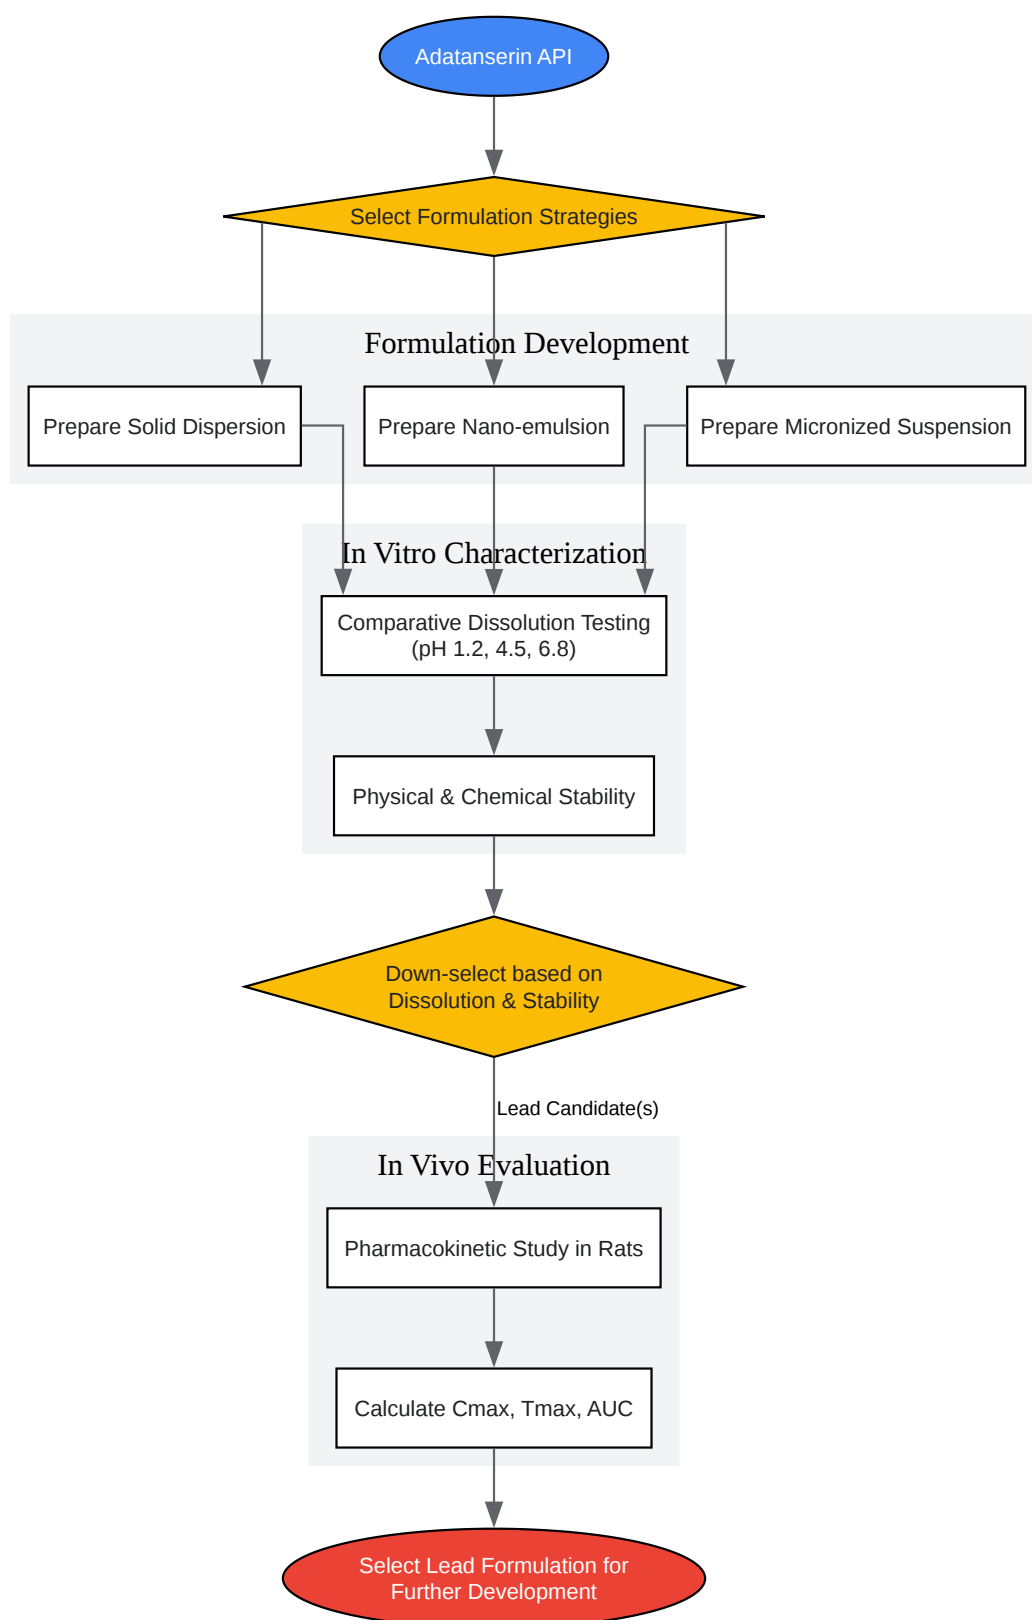 Adatanserin API
Select Formulation Strategies
Formulation Development
Prepare Solid Dispersion
Prepare Nano-emulsion
Prepare Micronized Suspension
In Vitro Characterization
Comparative Dissolution Testing
(pH 1.2, 4.5, 6.8)
Physical & Chemical Stability
Down-select based on
Dissolution & Stability
Lead Candidate(s)
In Vivo Evaluation
Pharmacokinetic Study in Rats
Calculate Cmax, Tmax, AUC
Select Lead Formulation for
Further Development